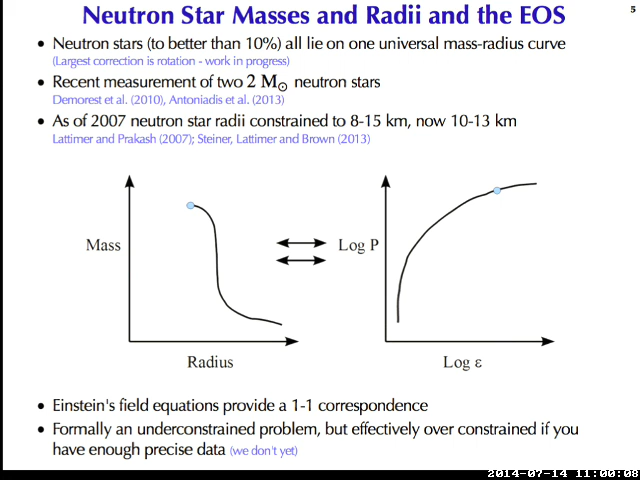 Neutron Star Masses and Radii and the EOS
5
• Neutron stars (to better than 10%) all lie on one universal mass-radius curve
(Largest correction is rotation - work in progress)
• Recent measurement of two 2 M⊙ neutron stars
Demorest et al. (2010), Antoniadis et al. (2013)
• As of 2007 neutron star radii constrained to 8-15 km, now 10-13 km
Lattimer and Prakash (2007); Steiner, Lattimer and Brown (2013)
Mass
Log P
Radius
Log ε
• Einstein's field equations provide a 1-1 correspondence
• Formally an underconstrained problem, but effectively over constrained if you
have enough precise data (we don't yet)
2014-07-14 11:00:08